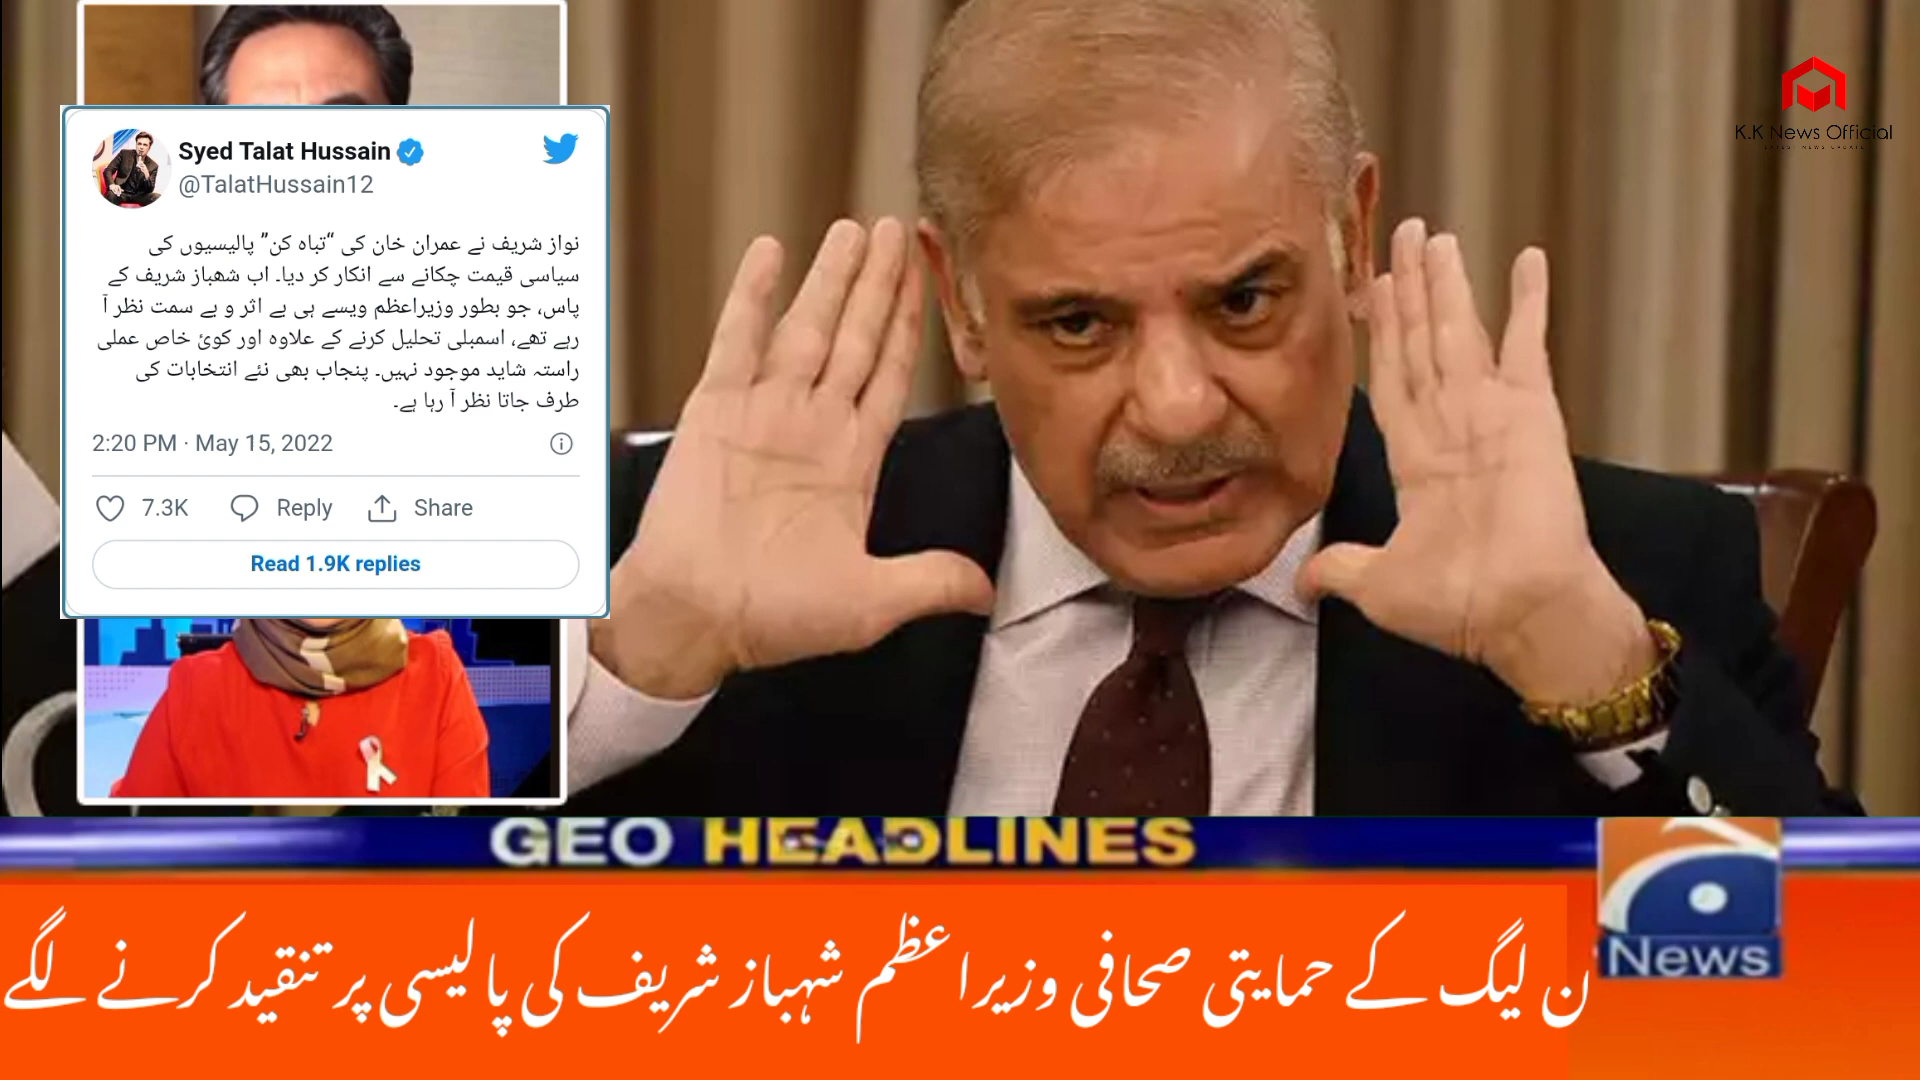 Syed Talat Hussain
@TalatHussain12
نواز شریف نے عمران خان کی “تباہ کن” پالیسیوں کی
سیاسی قیمت چکانے سے انکار کر دیا۔ اب شھباز شریف کے
پاس، جو بطور وزیراعظم ویسے ہی بے اثر و بے سمت نظر آ
رہے تھے، اسمبلی تحلیل کرنے کے علاوہ اور کوئ خاص عملی
راستہ شاید موجود نہیں۔ پنجاب بھی نئے انتخابات کی
طرف جاتا نظر آ رہا ہے۔
2:20 PM · May 15, 2022
7.3K Reply Share
Read 1.9K replies
K.K News Official
LATEST NEWS UPDATE
GEO HEADLINES
ن لیگ کے حمایتی صحافی وزیراعظم شہباز شریف کی پالیسی پر تنقید کرنے لگے
News